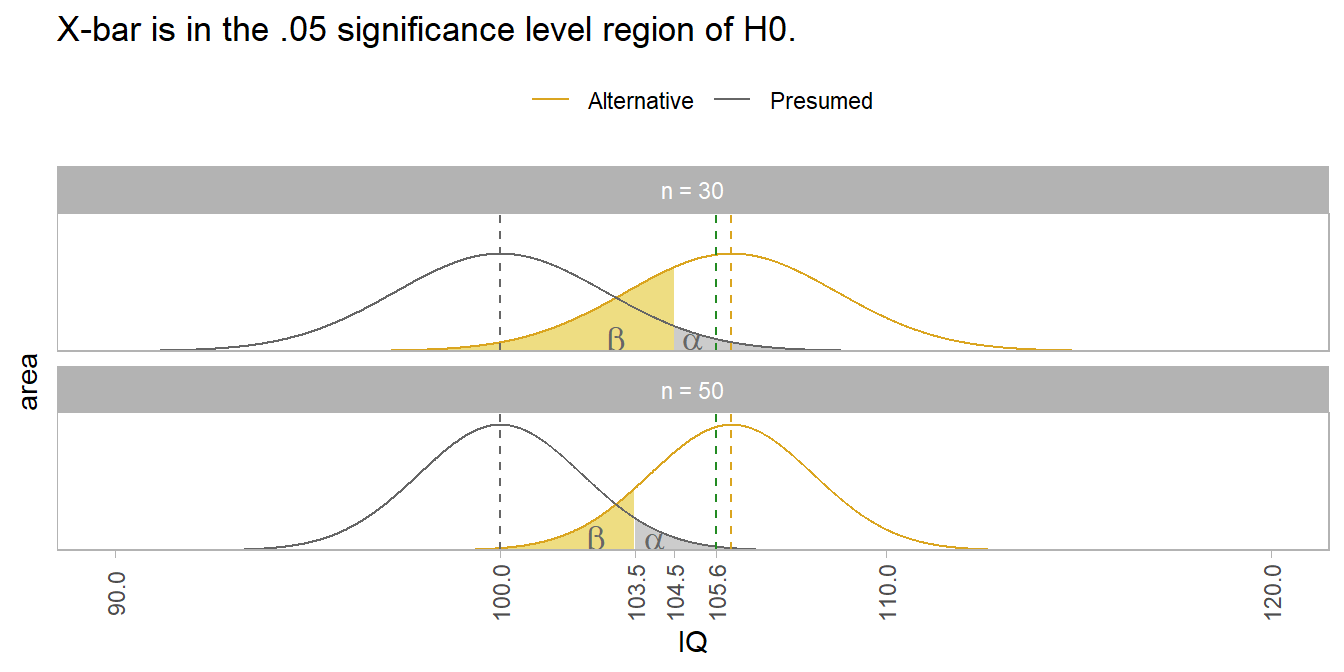 X-bar is in the .05 significance level region of H0.
Alternative Presumed
n = 30
β α
area
n = 50
β α
90.0 100.0 103.5 104.5 105.6 110.0 120.0
IQ